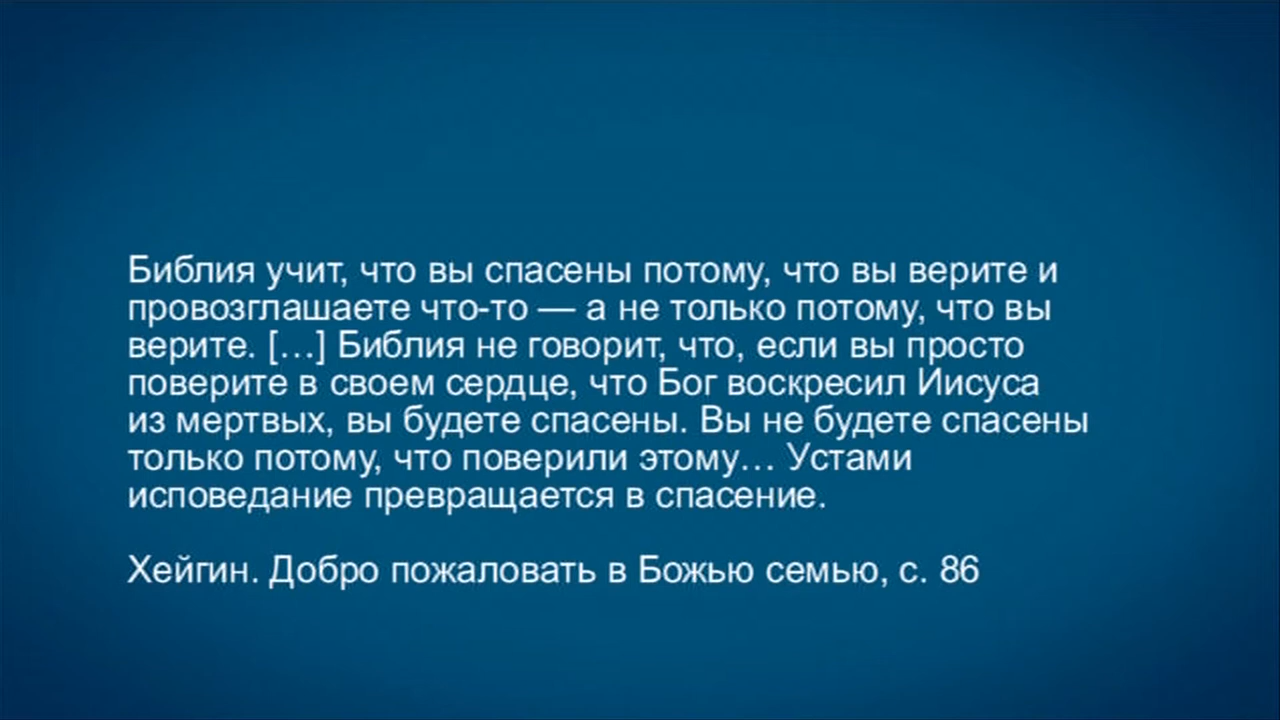 Библия учит, что вы спасены потому, что вы верите и
провозглашаете что-то — а не только потому, что вы
верите. […] Библия не говорит, что, если вы просто
поверите в своем сердце, что Бог воскресил Иисуса
из мертвых, вы будете спасены. Вы не будете спасены
только потому, что поверили этому… Устами
исповедание превращается в спасение.
Хейгин. Добро пожаловать в Божью семью, с. 86